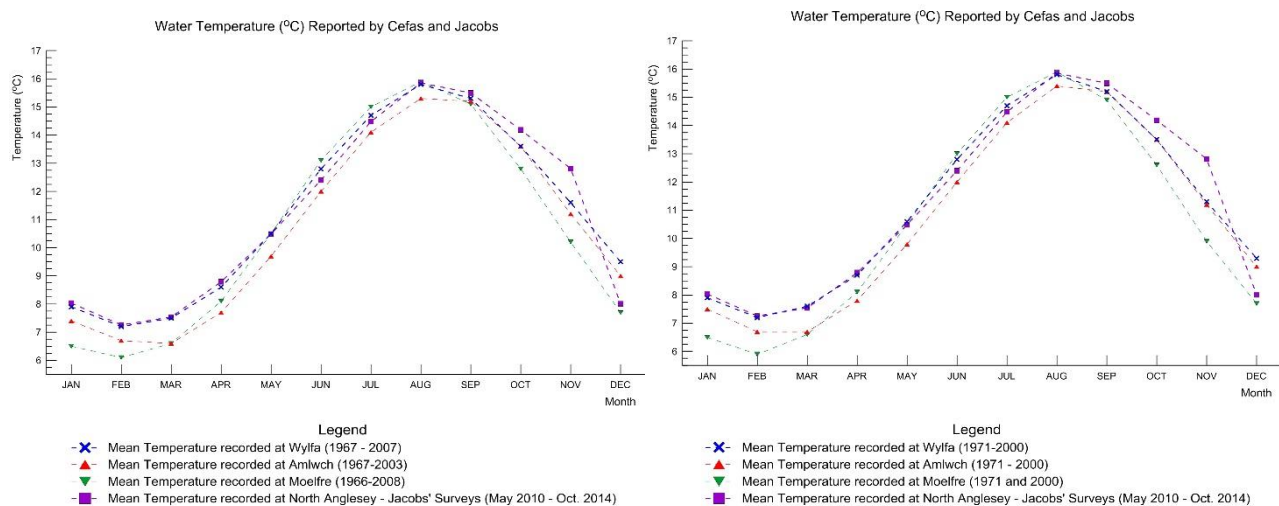 Water Temperature (°C) Reported by Cefas and Jacobs
Temperature (°C)
17
16
15
14
13
12
11
10
9
8
7
6
JAN FEB MAR APR MAY JUN JUL AUG SEP OCT NOV DEC
Month
Legend
Mean Temperature recorded at Wylfa (1967 - 2007)
Mean Temperature recorded at Amlwch (1967-2003)
Mean Temperature recorded at Moelfre (1966-2008)
Mean Temperature recorded at North Anglesey - Jacobs' Surveys (May 2010 - Oct. 2014)
Water Temperature (°C) Reported by Cefas and Jacobs
Temperature (°C)
17
16
15
14
13
12
11
10
9
8
7
6
JAN FEB MAR APR MAY JUN JUL AUG SEP OCT NOV DEC
Month
Legend
Mean Temperature recorded at Wylfa (1971-2000)
Mean Temperature recorded at Amlwch (1971 - 2000)
Mean Temperature recorded at Moelfre (1971 and 2000)
Mean Temperature recorded at North Anglesey - Jacobs' Surveys (May 2010 - Oct. 2014)